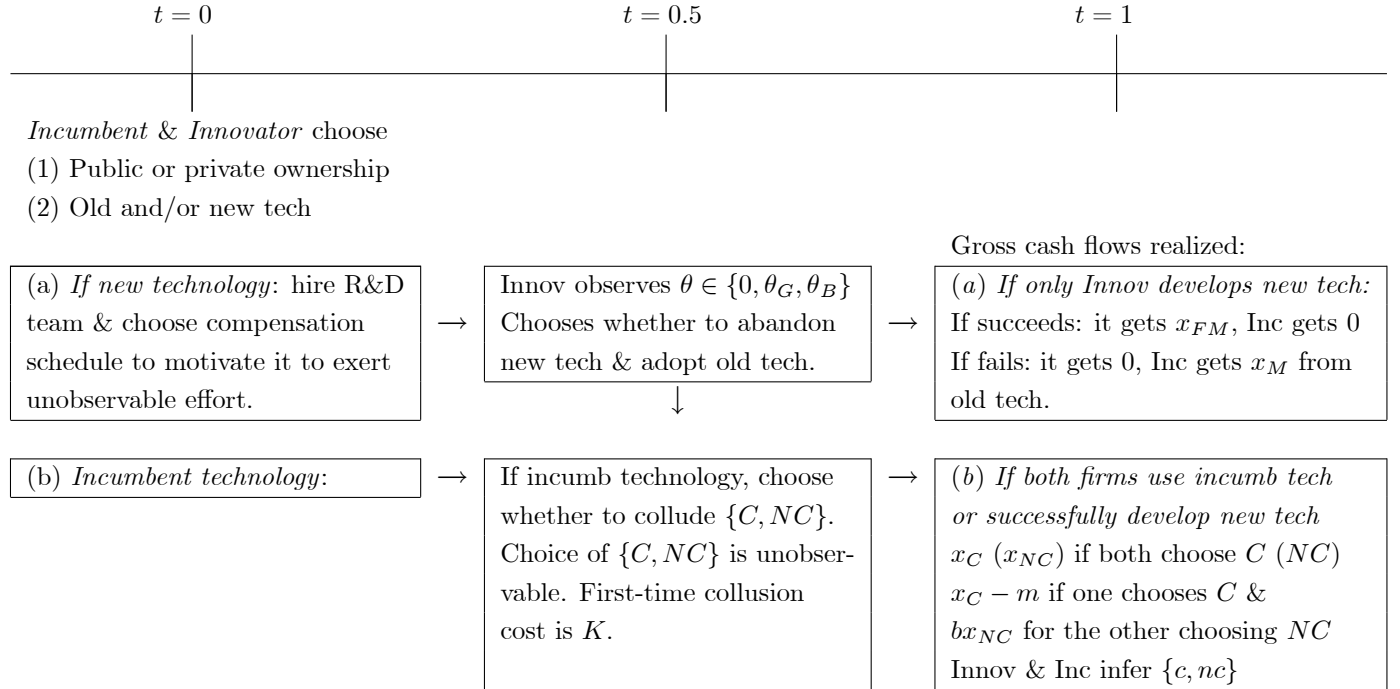 t = 0
t = 0.5
t = 1
Incumbent & Innovator choose
(1) Public or private ownership
(2) Old and/or new tech
(a) If new technology: hire R&D
team & choose compensation
schedule to motivate it to exert
unobservable effort.
→
Innov observes θ ∈ {0, θ_G, θ_B}
Chooses whether to abandon
new tech & adopt old tech.
↓
→
Gross cash flows realized:
(a) If only Innov develops new tech:
If succeeds: it gets x_{FM}, Inc gets 0
If fails: it gets 0, Inc gets x_M from
old tech.
(b) Incumbent technology:
→
If incumb technology, choose
whether to collude {C, NC}.
Choice of {C, NC} is unobser-
vable. First-time collusion
cost is K.
→
(b) If both firms use incumb tech
or successfully develop new tech
x_C (x_{NC}) if both choose C (NC)
x_C − m if one chooses C &
bx_{NC} for the other choosing NC
Innov & Inc infer {c, nc}